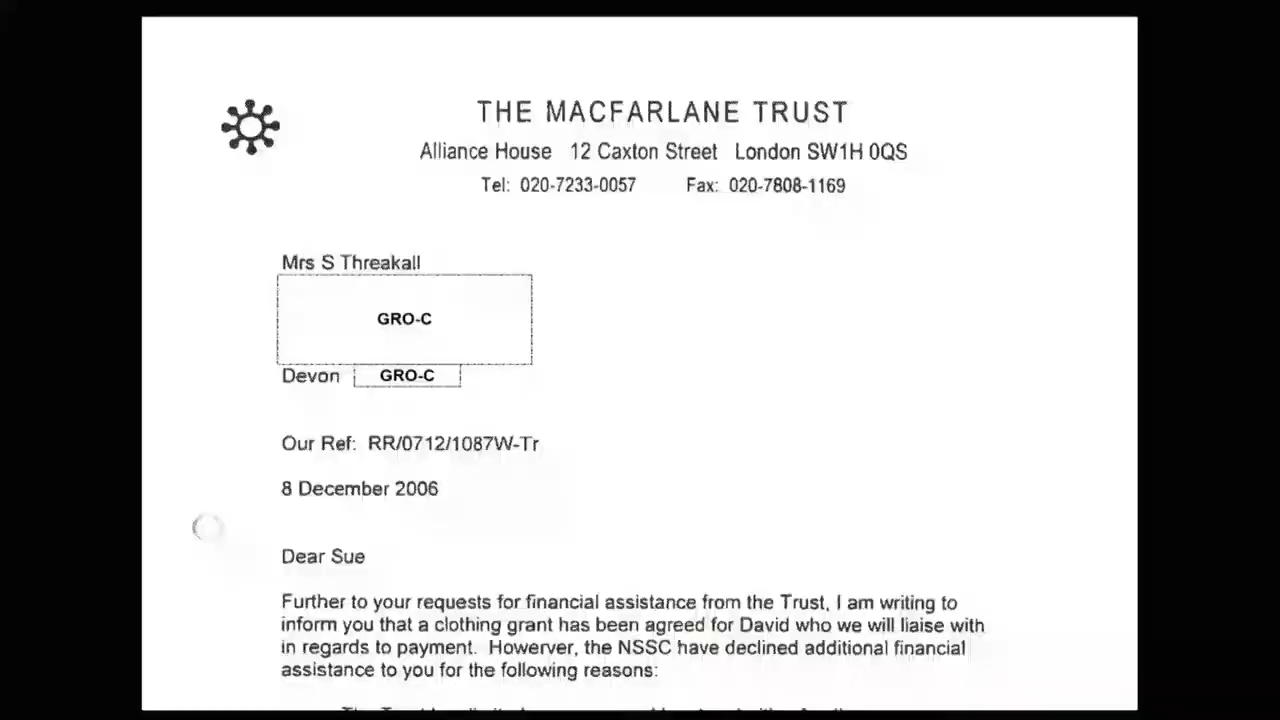 THE MACFARLANE TRUST
Alliance House 12 Caxton Street London SW1H 0QS
Tel: 020-7233-0057 Fax: 020-7808-1169
Mrs S Threakall
GRO-C
Devon GRO-C
Our Ref: RR/0712/1087W-Tr
8 December 2006
Dear Sue
Further to your requests for financial assistance from the Trust, I am writing to
inform you that a clothing grant has been agreed for David who we will liaise with
in regards to payment. Howerver, the NSSC have declined additional financial
assistance to you for the following reasons: